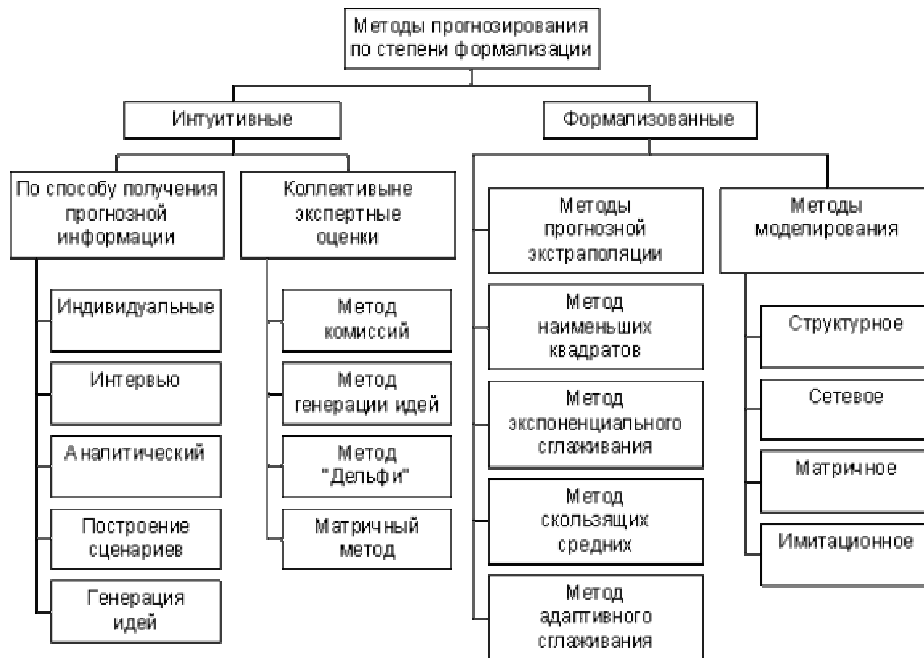 Методы прогнозирования
по степени формализации
Интуитивные
Формализованные
По способу получения
прогнозной
информации
Коллективыне
экспертные
оценки
Методы
прогнозной
экстраполяции
Методы
моделирования
Индивидуальные
Интервью
Аналитический
Построение
сценариев
Генерация
идей
Метод
комиссий
Метод
генерации идей
Метод
"Дельфи"
Матричный
метод
Метод
наименьших
квадратов
Метод
экспоненциального
сглаживания
Метод
скользящих
средних
Метод
адаптивного
сглаживания
Структурное
Сетевое
Матричное
Имитационное